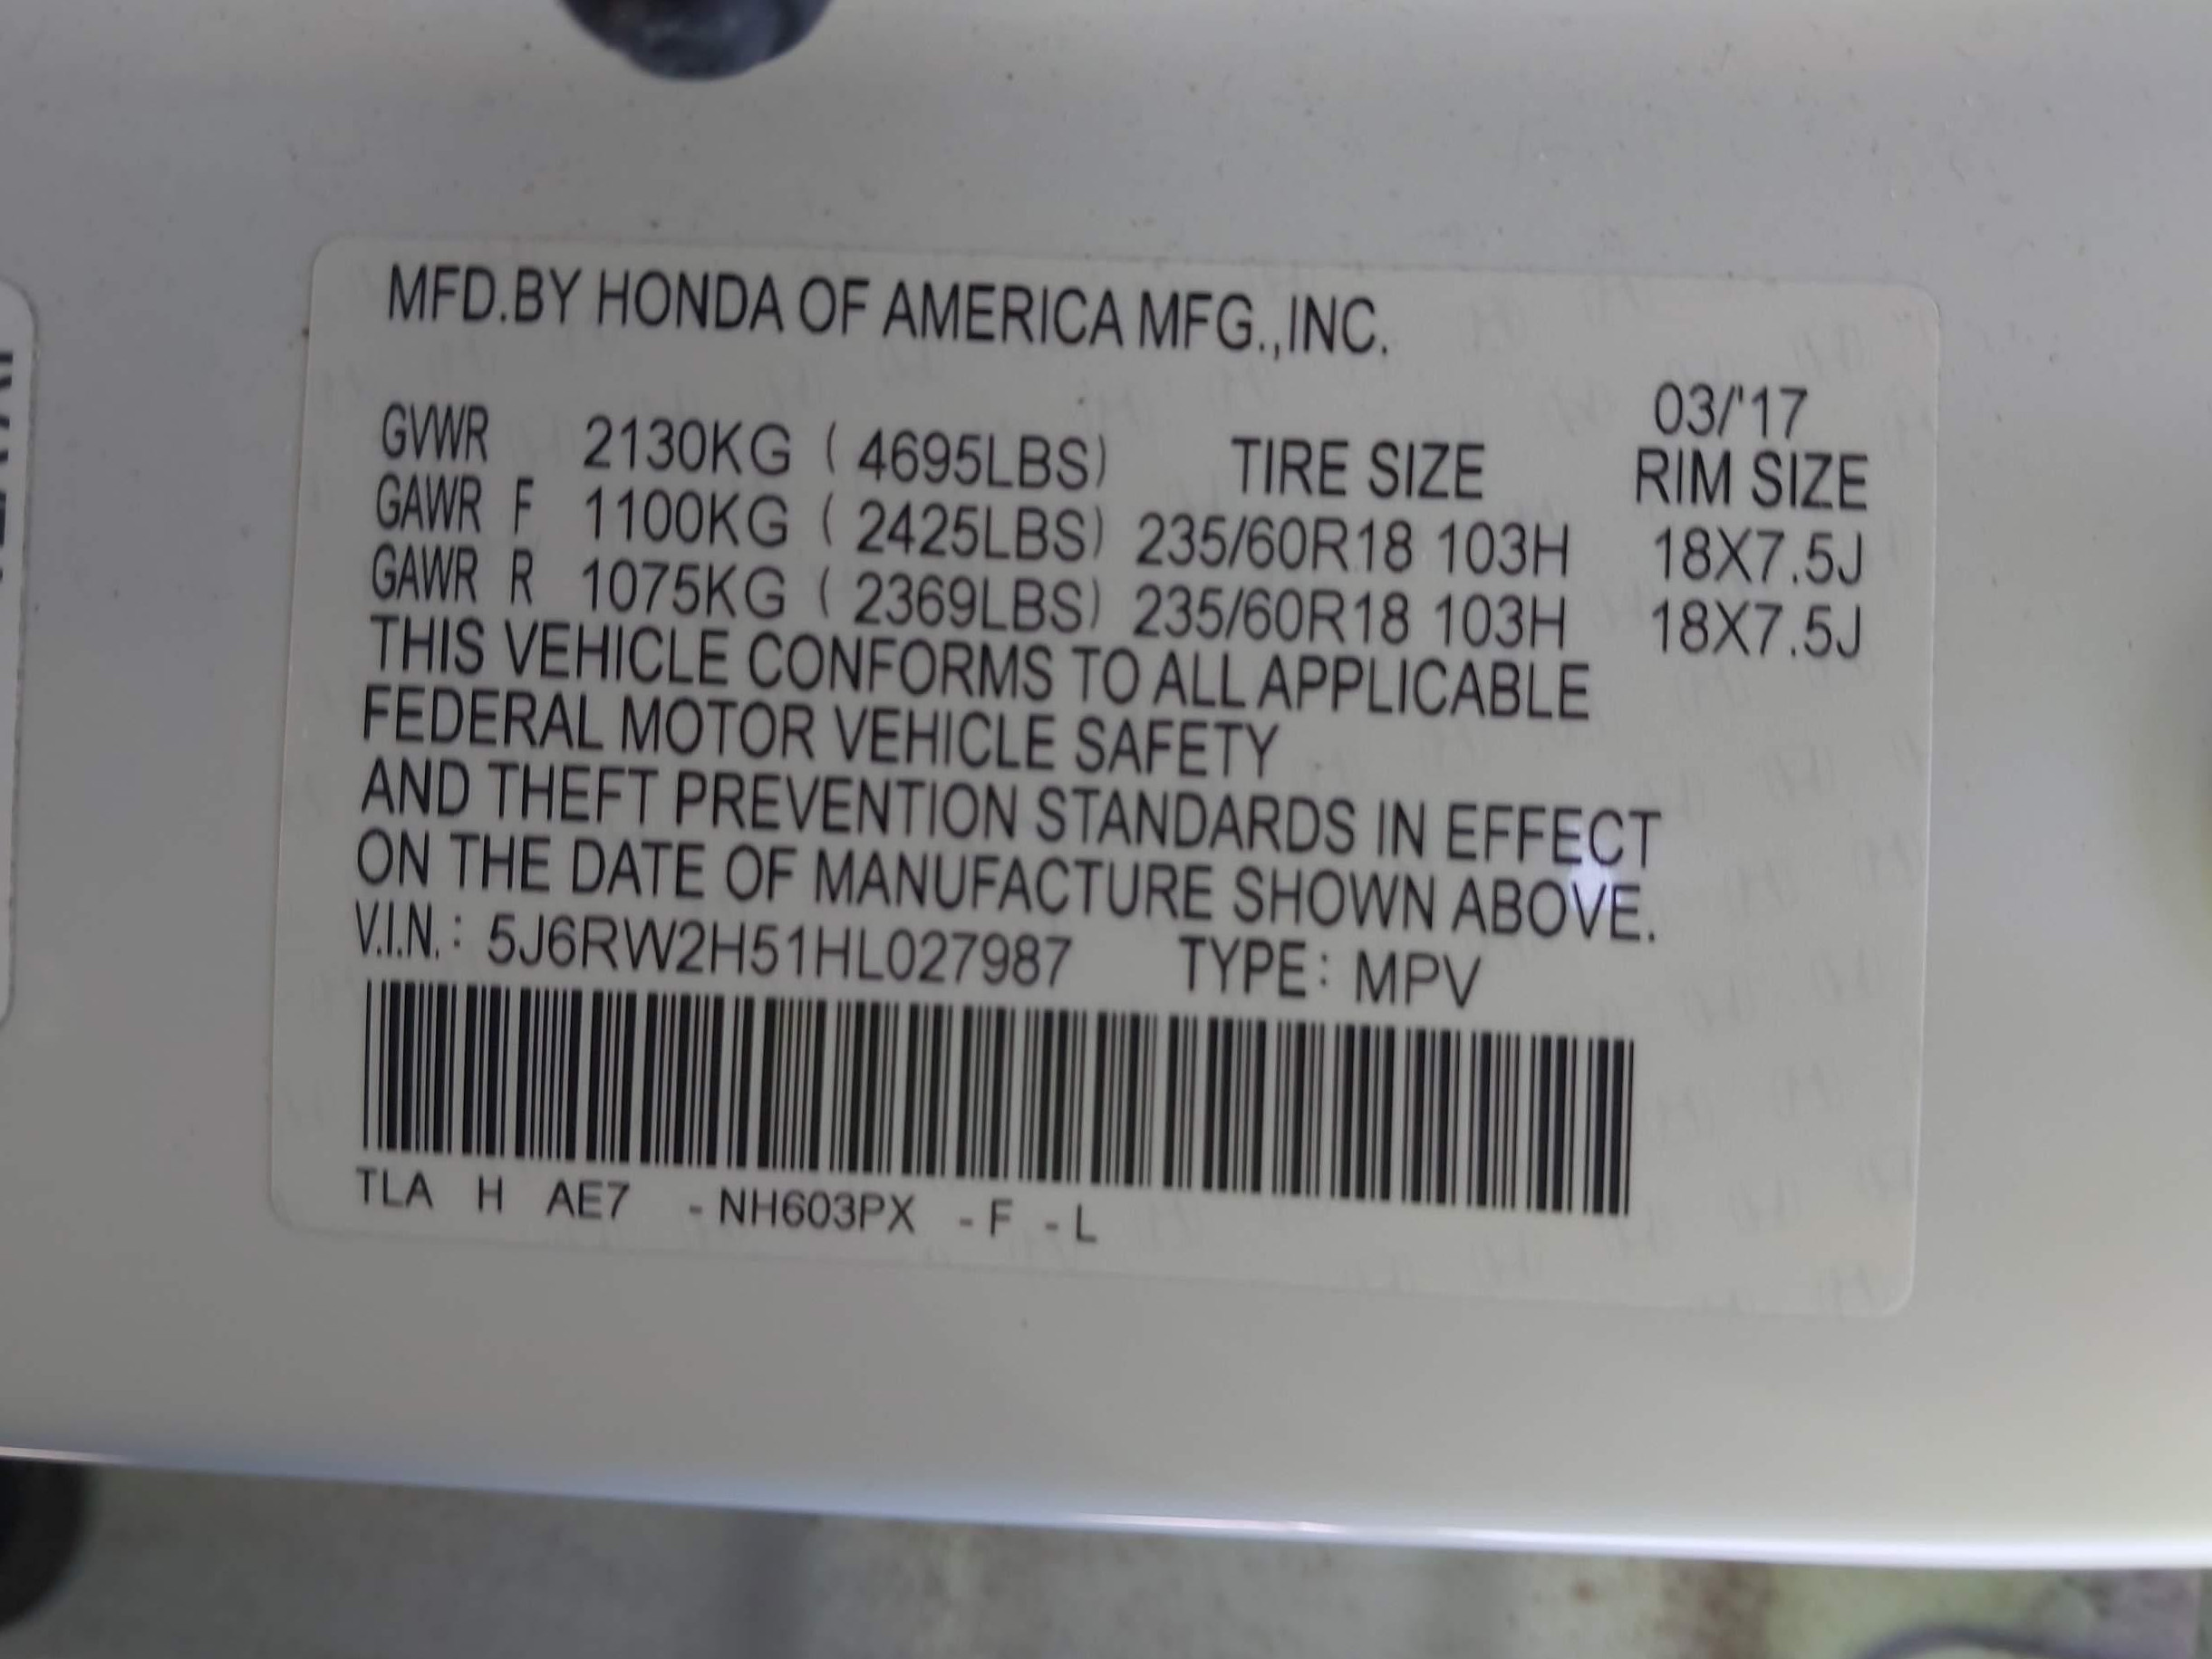 MFD.BY HONDA OF AMERICA MFG.,INC.
03/'17
GVWR 2130KG ( 4695LBS) TIRE SIZE RIM SIZE
GAWR F 1100KG ( 2425LBS) 235/60R18 103H 18X7.5J
GAWR R 1075KG ( 2369LBS) 235/60R18 103H 18X7.5J
THIS VEHICLE CONFORMS TO ALL APPLICABLE
FEDERAL MOTOR VEHICLE SAFETY
AND THEFT PREVENTION STANDARDS IN EFFECT
ON THE DATE OF MANUFACTURE SHOWN ABOVE.
V.I.N.: 5J6RW2H51HL027987 TYPE: MPV
TLA H AE7 -NH603PX -F -L